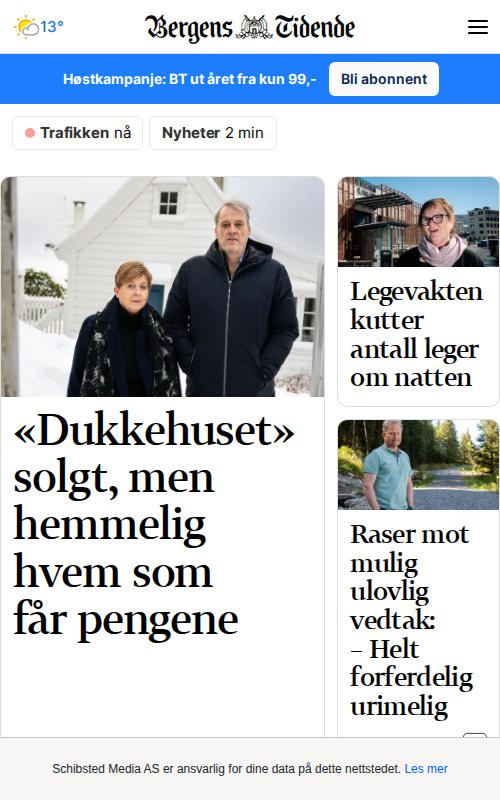 13°
Bergens Tidende
Høstkampanje: BT ut året fra kun 99,-
Bli abonnent
Trafikken nå
Nyheter 2 min
«Dukkehuset»
solgt, men
hemmelig
hvem som
får pengene
Legevakten
kutter
antall leger
om natten
Raser mot
mulig
ulovlig
vedtak:
– Helt
forferdelig
urimelig
Schibsted Media AS er ansvarlig for dine data på dette nettstedet. Les mer